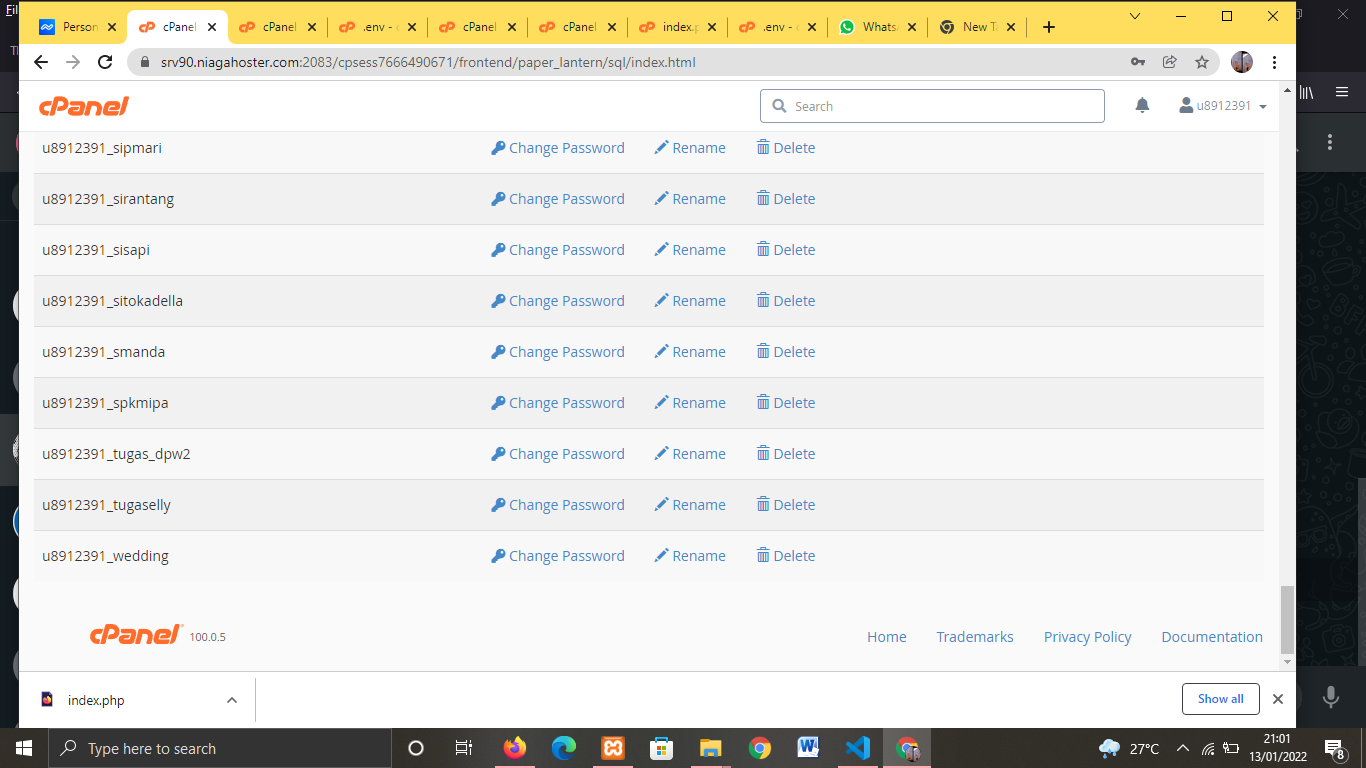 Person
cPanel
cPanel
.env - c
cPanel
cPanel
index.p
.env - c
Whats
New Ta
srv90.niagahoster.com:2083/cpsess7666490671/frontend/paper_lantern/sql/index.html
cPanel
Search
u8912391
u8912391_sipmari Change Password Rename Delete
u8912391_sirantang Change Password Rename Delete
u8912391_sisapi Change Password Rename Delete
u8912391_sitokadella Change Password Rename Delete
u8912391_smanda Change Password Rename Delete
u8912391_spkmipa Change Password Rename Delete
u8912391_tugas_dpw2 Change Password Rename Delete
u8912391_tugaselly Change Password Rename Delete
u8912391_wedding Change Password Rename Delete
cPanel 100.0.5 Home Trademarks Privacy Policy Documentation
index.php
Show all
Type here to search
27°C
21:01
13/01/2022
8